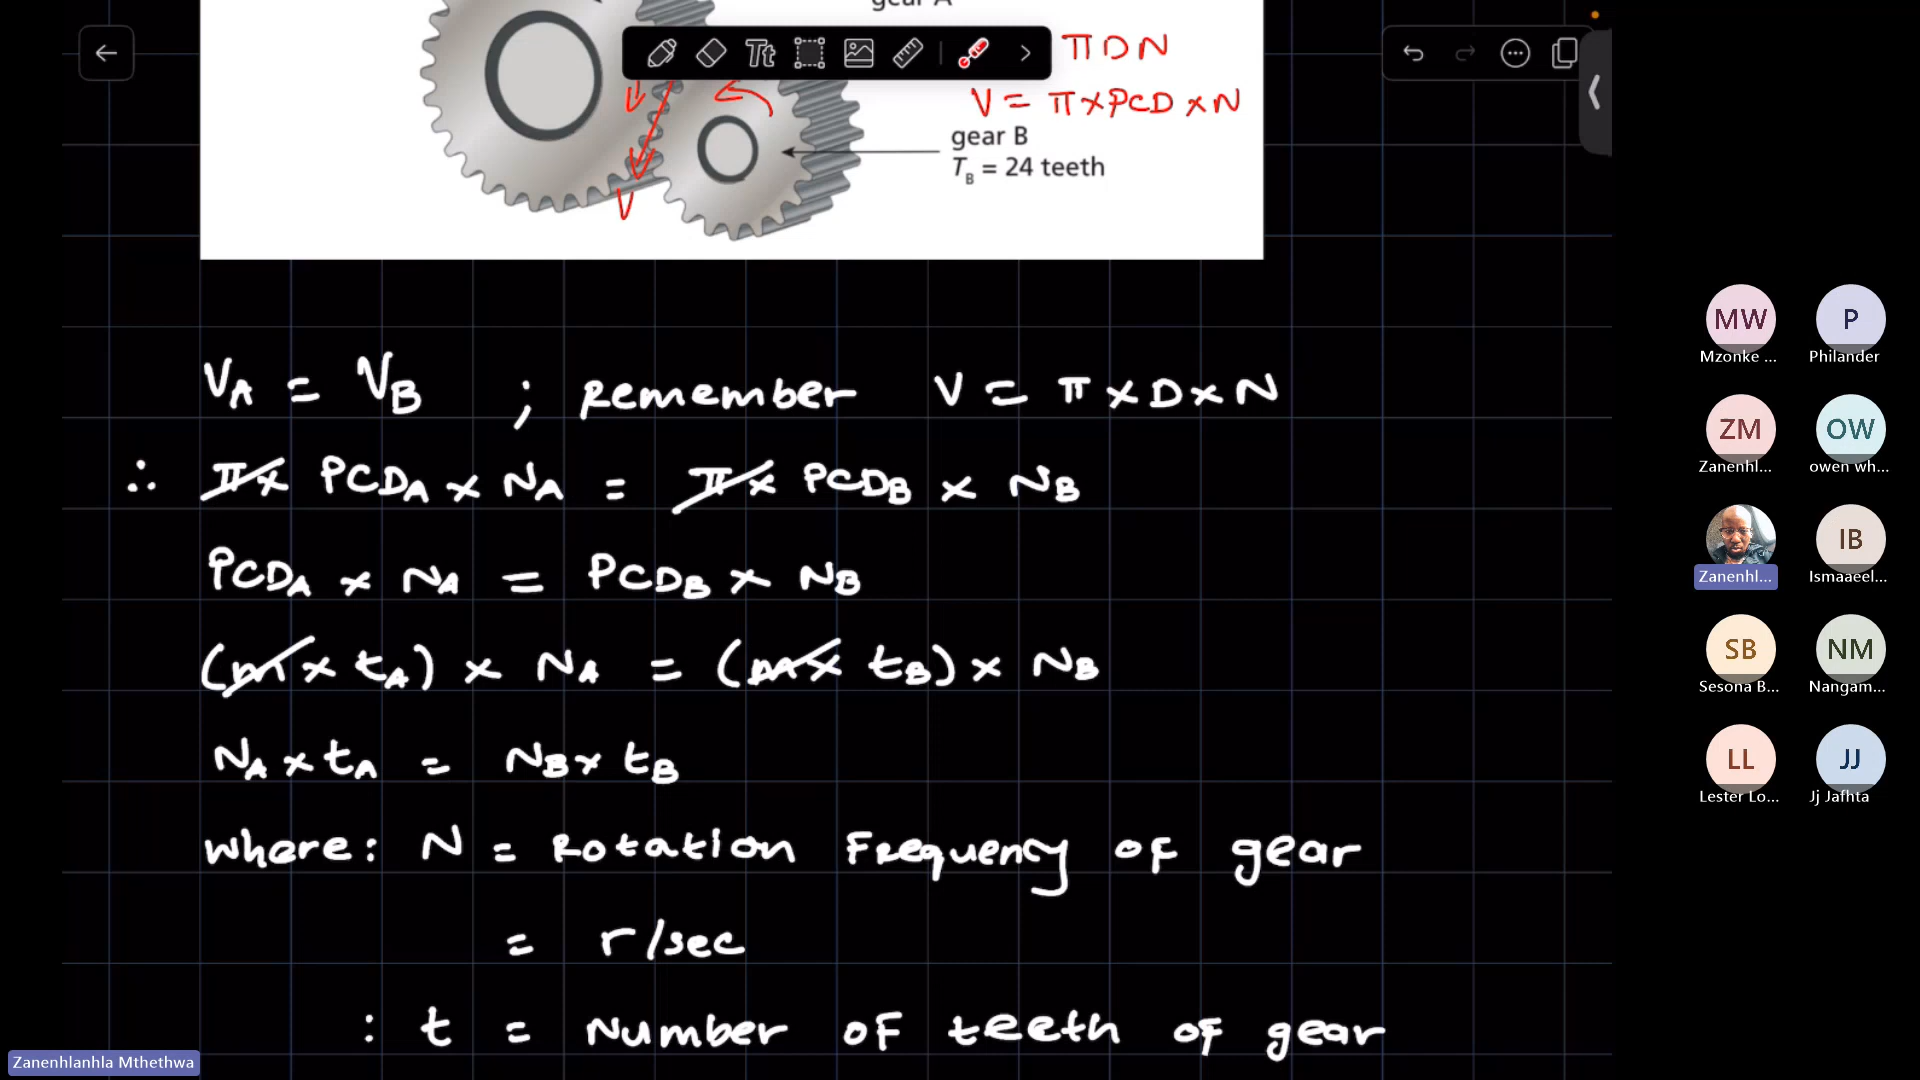 gear A
π D N
V = π x PCD x N
gear B
T_B = 24 teeth
V
V_A = V_B ; Remember V = π x D x N
∴ π x PCD_A x N_A = π x PCD_B x N_B
PCD_A x N_A = PCD_B x N_B
(m x t_A) x N_A = (m x t_B) x N_B
N_A x t_A = N_B x t_B
where: N = Rotation Frequency of gear
= r/sec
: t = Number of teeth of gear
Tt
MW
Mzonke ...
P
Philander
ZM
Zanenhl...
OW
owen wh...
Zanenhl...
IB
Ismaaeel...
SB
Sesona B...
NM
Nangam...
LL
Lester Lo...
JJ
Jj Jafhta
Zanenhlanhla Mthethwa